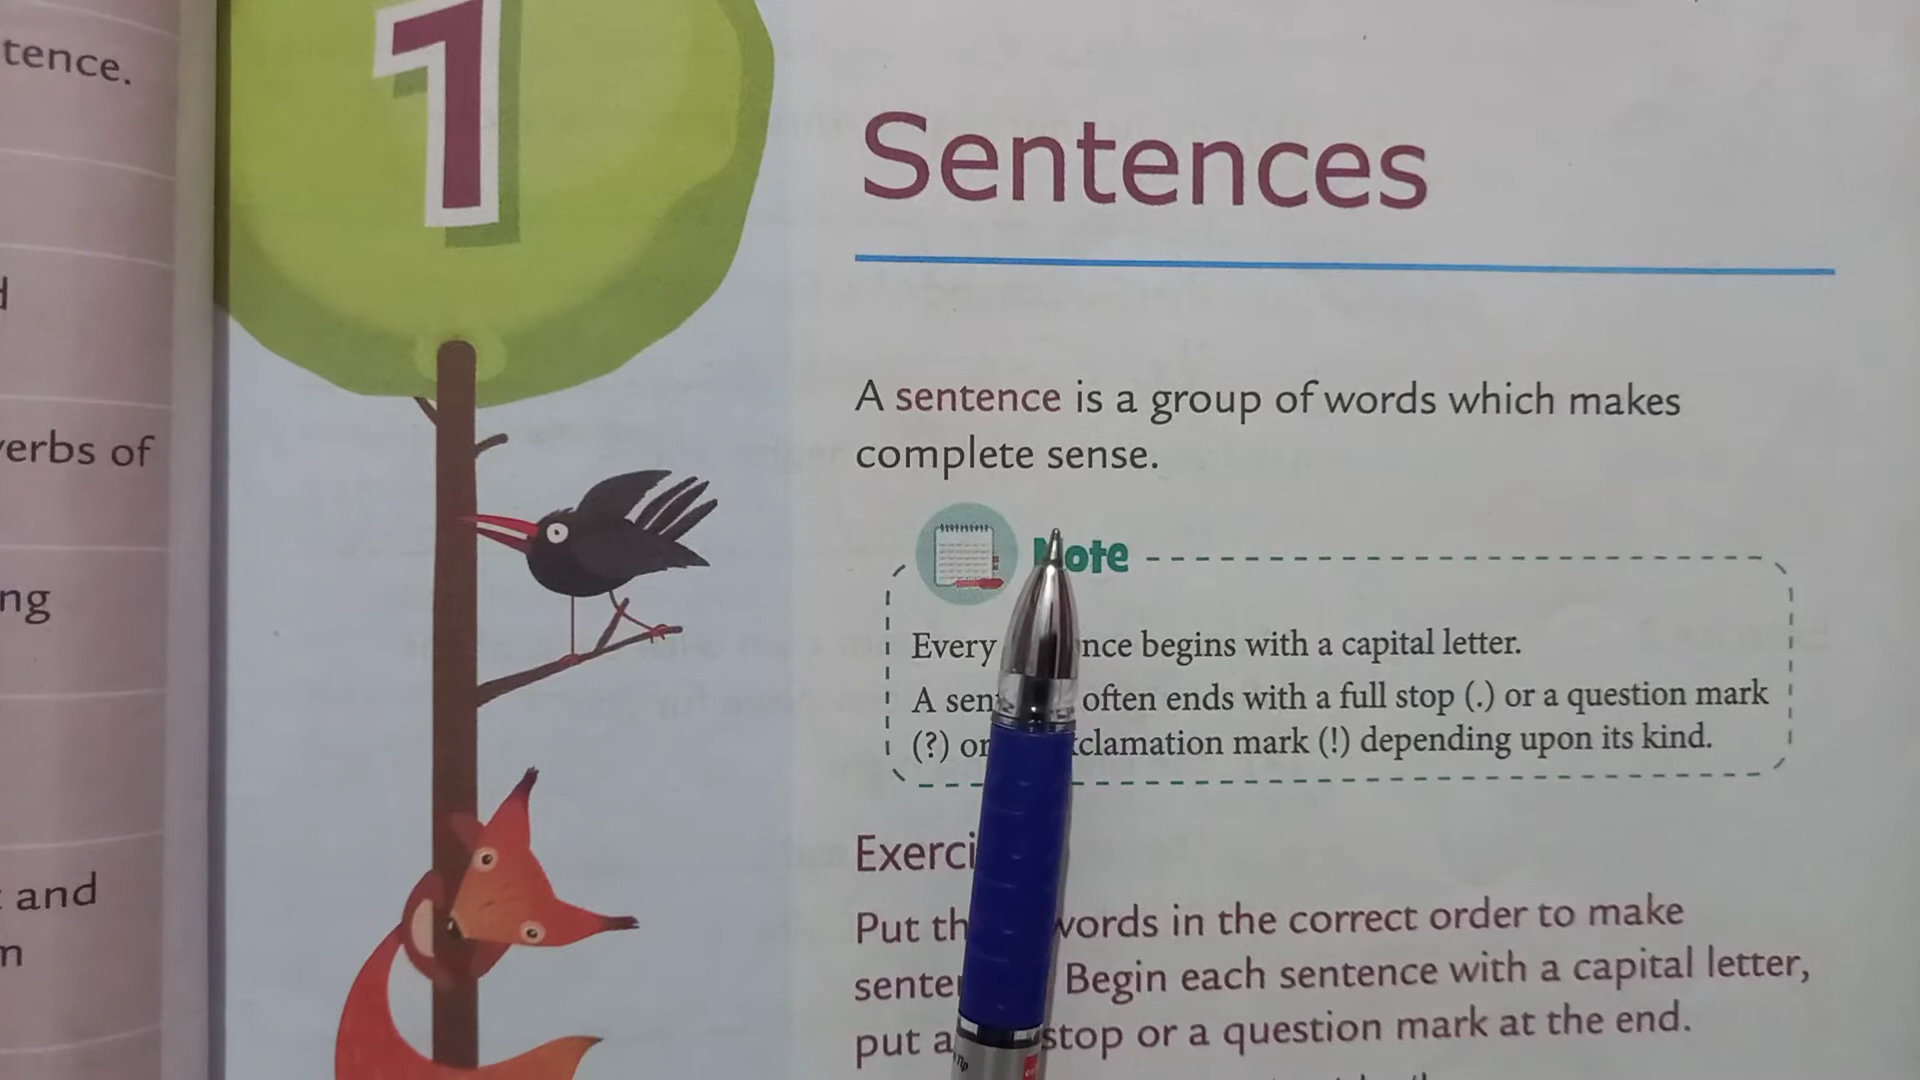 tence.
verbs of
ng
and
m
1
Sentences
A sentence is a group of words which makes
complete sense.
Note
Every nce begins with a capital letter.
A sen often ends with a full stop (.) or a question mark
(?) or clamation mark (!) depending upon its kind.
Exerci
Put th words in the correct order to make
senter Begin each sentence with a capital letter,
put a stop or a question mark at the end.